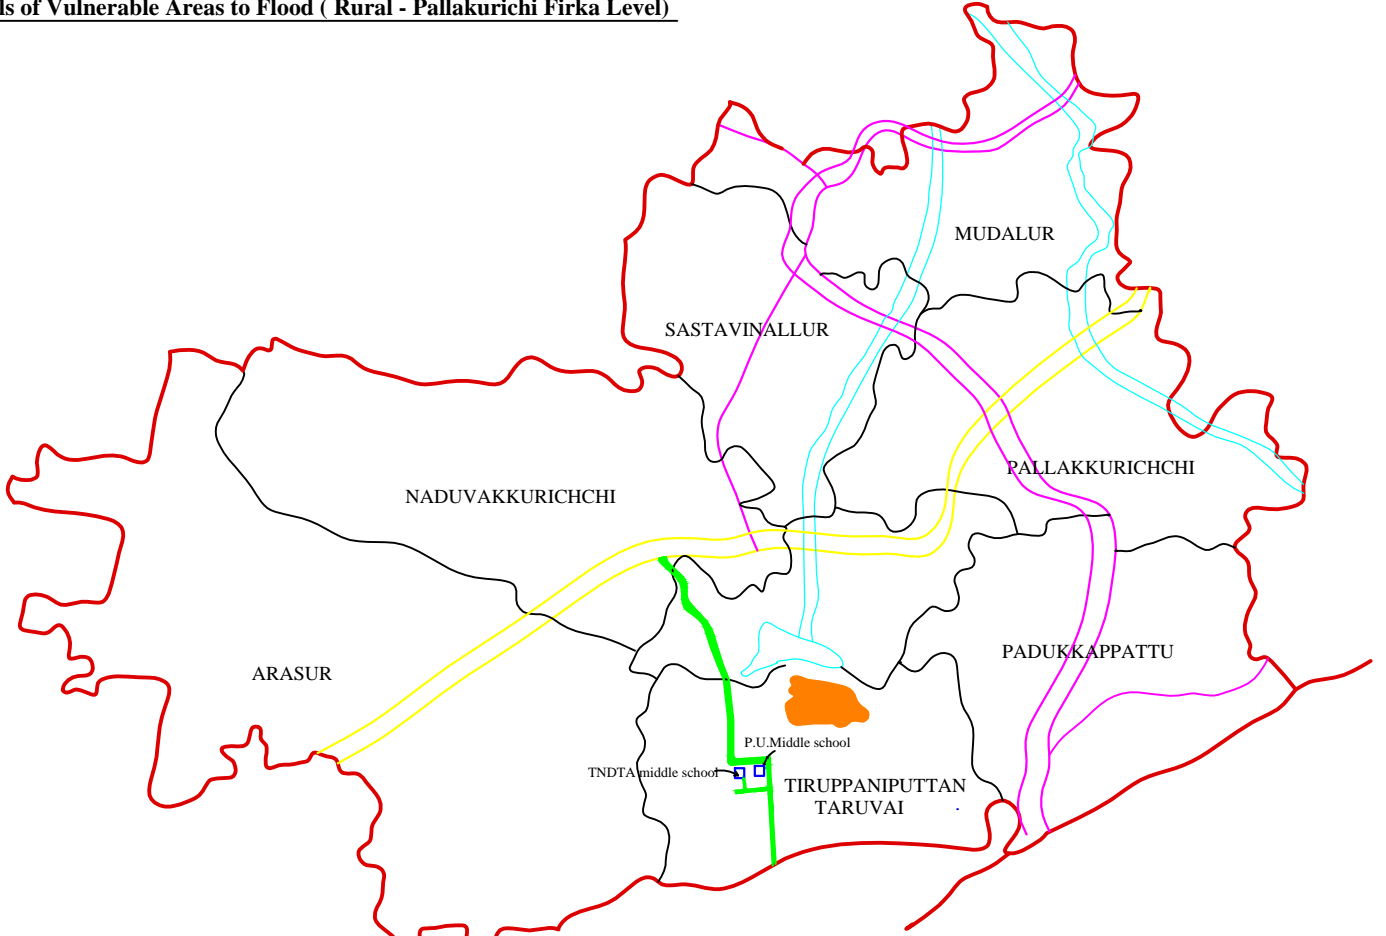 ls of Vulnerable Areas to Flood ( Rural - Pallakurichi Firka Level)
MUDALUR
SASTAVINALLUR
PALLAKKURICHCHI
NADUVAKKURICHCHI
PADUKKAPPATTU
ARASUR
P.U.Middle school
TNDTA middle school
TIRUPPANIPUTTAN
TARUVAI